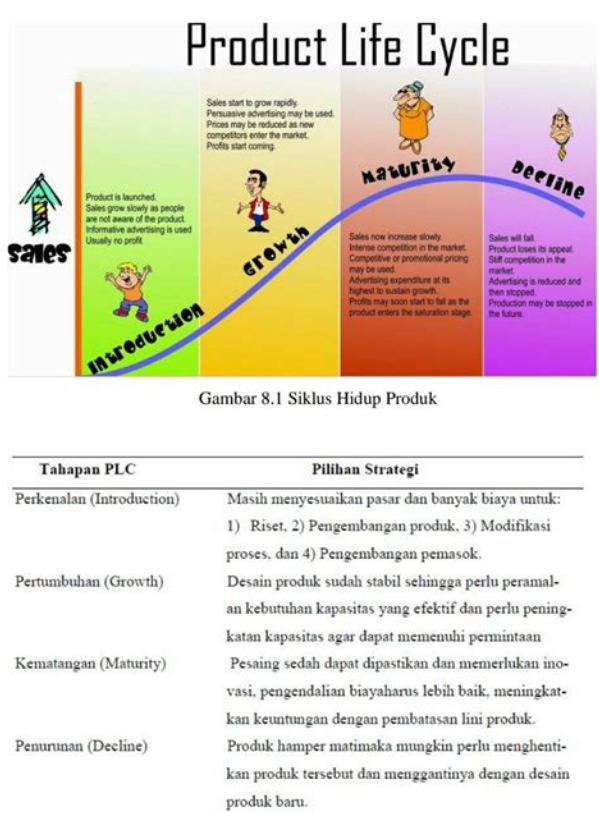 Product Life Cycle
Sales start to grow rapidly.
Persuasive advertising may be used.
Prices may be reduced as new
competitors enter the market.
Profits start coming.
Product is launched.
Sales grow slowly as people
are not aware of the product.
Informative advertising is used
Usually no profit
Sales
Introduction
Growth
Maturity
Decline
Sales now increase slowly.
Intense competition in the market.
Competitive or promotional pricing
may be used.
Advertising expenditure at its
highest to sustain growth.
Profits may soon start to fall as the
product enters the saturation stage.
Sales will fall.
Product loses its appeal.
Stiff competition in the
market.
Advertising is reduced and
then stopped.
Production may be stopped in
the future.
Gambar 8.1 Siklus Hidup Produk
Tahapan PLC Pilihan Strategi
Perkenalan (Introduction) Masih menyesuaikan pasar dan banyak biaya untuk:
1) Riset, 2) Pengembangan produk, 3) Modifikasi
proses, dan 4) Pengembangan pemasok.
Pertumbuhan (Growth) Desain produk sudah stabil sehingga perlu peramal-
an kebutuhan kapasitas yang efektif dan perlu pening-
katan kapasitas agar dapat memenuhi permintaan
Kematangan (Maturity) Pesaing sedah dapat dipastikan dan memerlukan ino-
vasi, pengendalian biayaharus lebih baik, meningkat-
kan keuntungan dengan pembatasan lini produk.
Penurunan (Decline) Produk hamper matimaka mungkin perlu menghenti-
kan produk tersebut dan menggantinya dengan desain
produk baru.